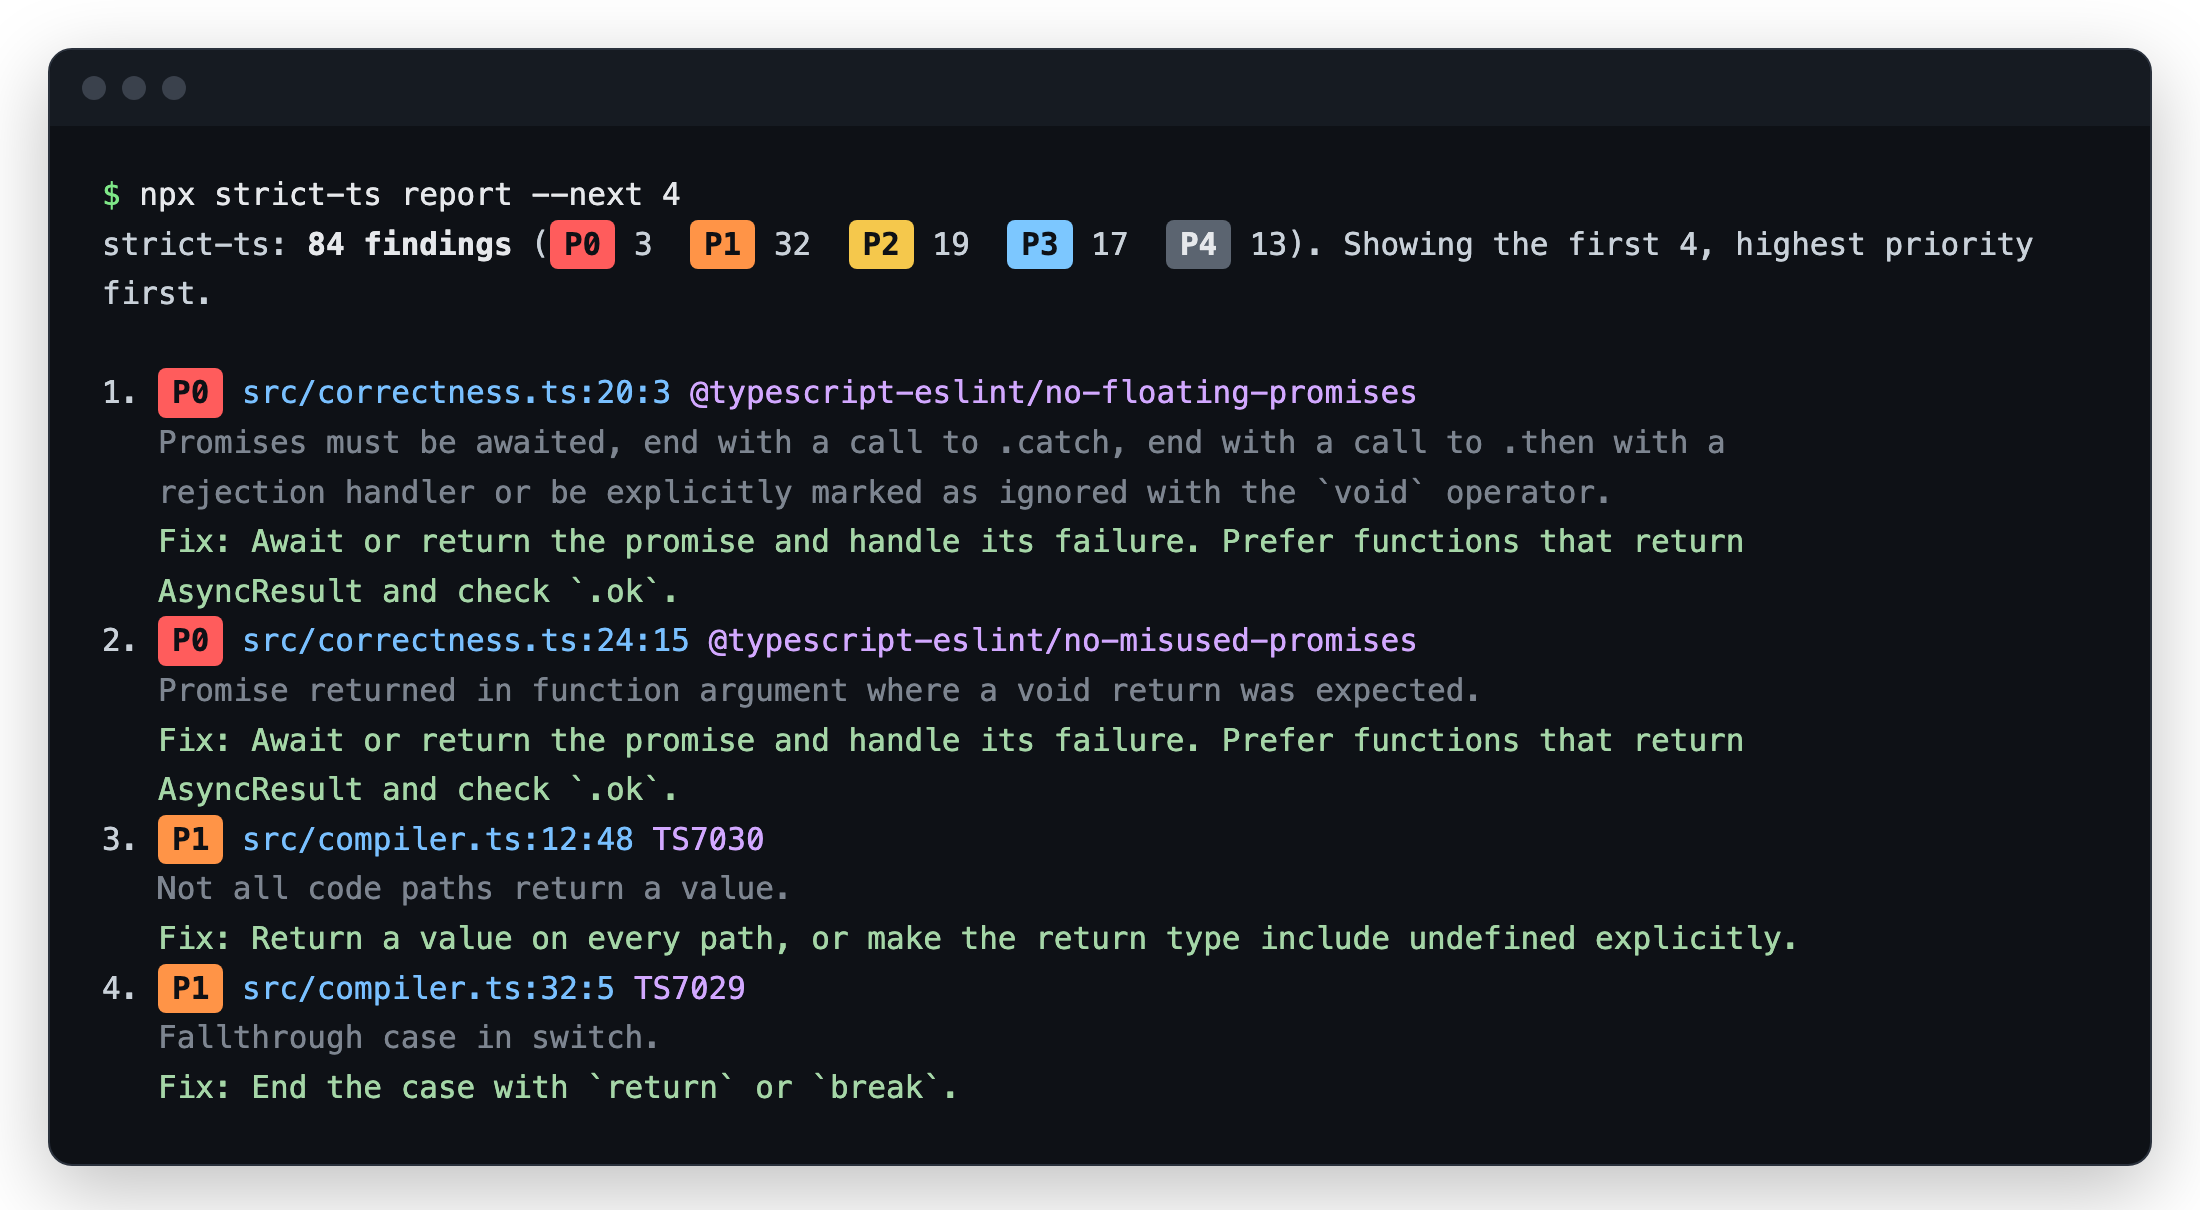 $ npx strict-ts report --next 4
strict-ts: 84 findings (P0 3 P1 32 P2 19 P3 17 P4 13). Showing the first 4, highest priority
first.
1. P0 src/correctness.ts:20:3 @typescript-eslint/no-floating-promises
Promises must be awaited, end with a call to .catch, end with a call to .then with a
rejection handler or be explicitly marked as ignored with the `void` operator.
Fix: Await or return the promise and handle its failure. Prefer functions that return
AsyncResult and check `.ok`.
2. P0 src/correctness.ts:24:15 @typescript-eslint/no-misused-promises
Promise returned in function argument where a void return was expected.
Fix: Await or return the promise and handle its failure. Prefer functions that return
AsyncResult and check `.ok`.
3. P1 src/compiler.ts:12:48 TS7030
Not all code paths return a value.
Fix: Return a value on every path, or make the return type include undefined explicitly.
4. P1 src/compiler.ts:32:5 TS7029
Fallthrough case in switch.
Fix: End the case with `return` or `break`.